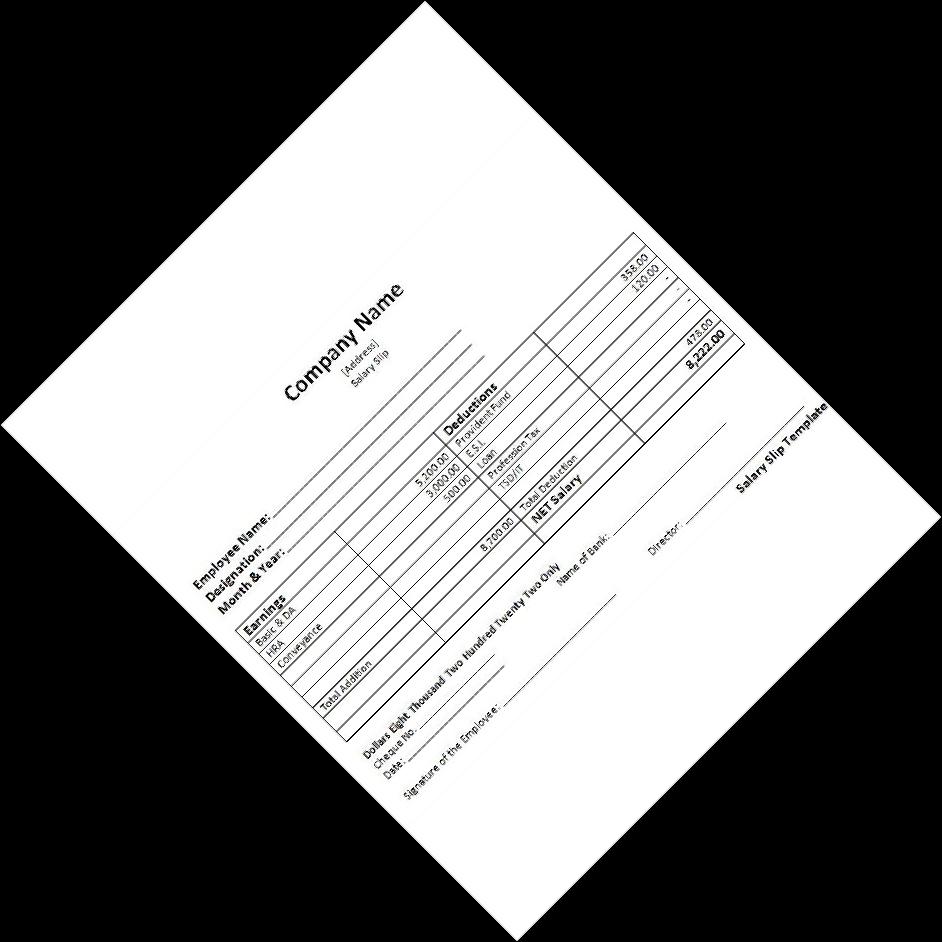 Company Name
[Address]
Salary Slip
Employee Name:
Designation:
Month & Year:
Earnings Deductions
Basic & DA 5,200.00 Provident Fund 358.00
HRA 3,000.00 E.S.I. 120.00
Conveyance 500.00 Loan -
Profession Tax -
TSD/IT -
Total Addition 8,700.00 Total Deduction 478.00
NET Salary 8,222.00
Dollars Eight Thousand Two Hundred Twenty Two Only
Cheque No. Name of Bank:
Date:
Signature of the Employee: Director:
Salary Slip Template